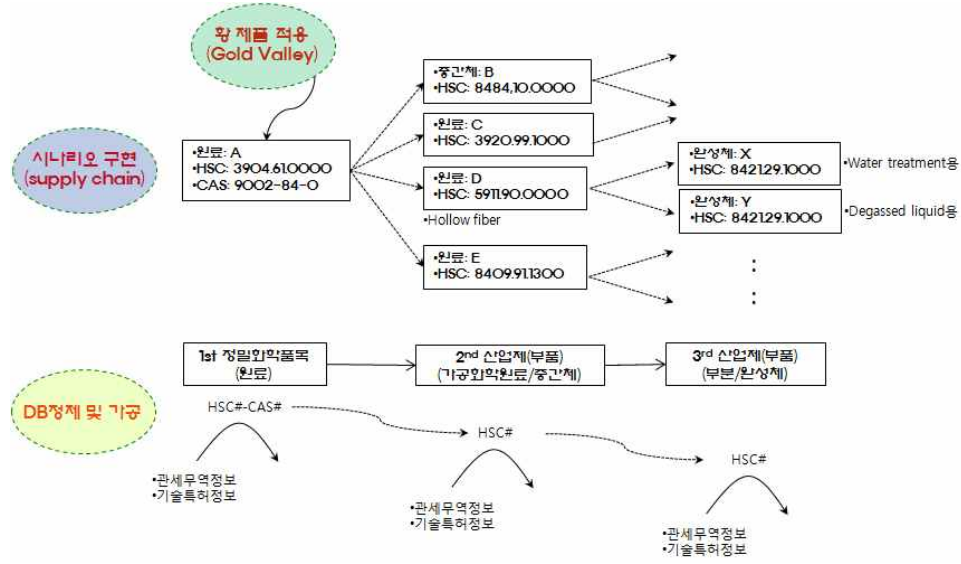 황 제품 적용
(Gold Valley)
시나리오 구현
(supply chain)
•원료: A
•HSC: 3904.61.0000
•CAS: 9002-84-0
•중간체: B
•HSC: 8484.10.0000
•원료: C
•HSC: 3920.99.1000
•원료: D
•HSC: 5911.90.0000
•Hollow fiber
•원료: E
•HSC: 8409.91.1300
•완성체: X
•HSC: 8421.29.1000
•Water treatment용
•완성체: Y
•HSC: 8421.29.1000
•Degassed liquid용
:
:
1st 정밀화학품목
(원료)
2nd 산업제(부품)
(가공화학원료/중간체)
3rd 산업제(부품)
(부분/완성체)
DB정제 및 가공
HSC#-CAS#
•관세무역정보
•기술특허정보
HSC#
•관세무역정보
•기술특허정보
HSC#
•관세무역정보
•기술특허정보